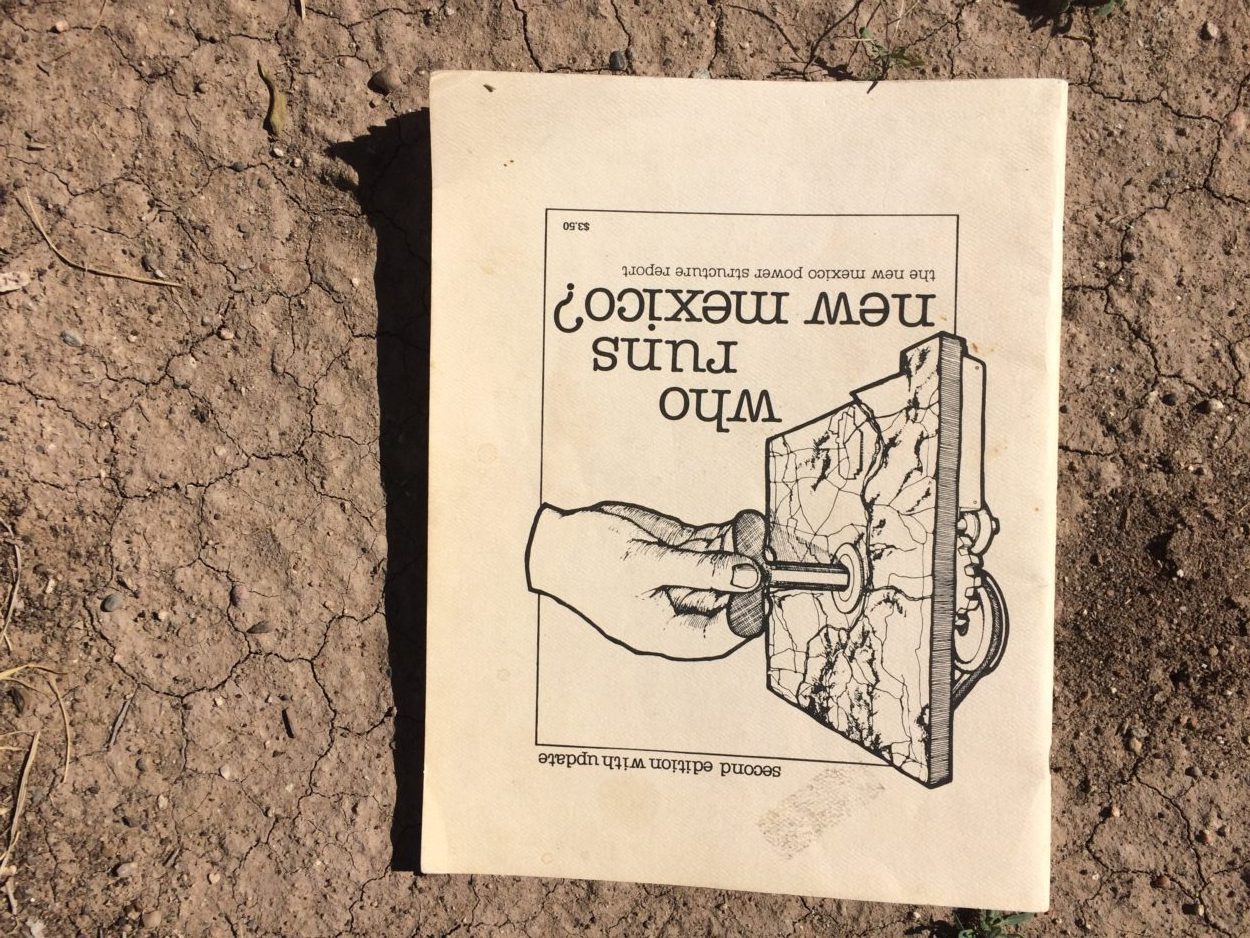 second edition with update
who
runs
new mexico?
the new mexico power structure report
$3.50